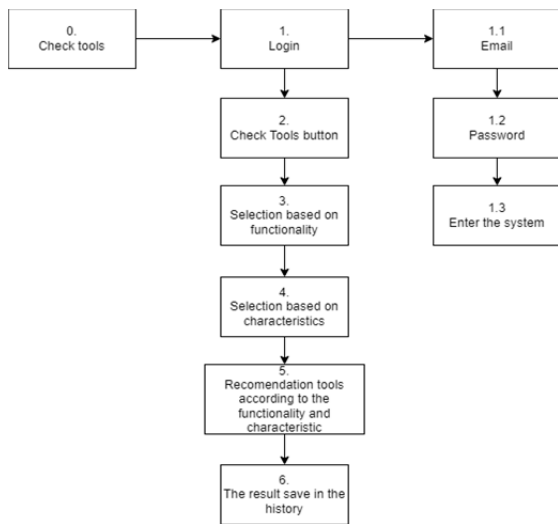 0.
Check tools
1.
Login
1.1
Email
2.
Check Tools button
1.2
Password
3.
Selection based on
functionality
1.3
Enter the system
4.
Selection based on
characteristics
5.
Recomendation tools
according to the
functionality and
characteristic
6.
The result save in the
history